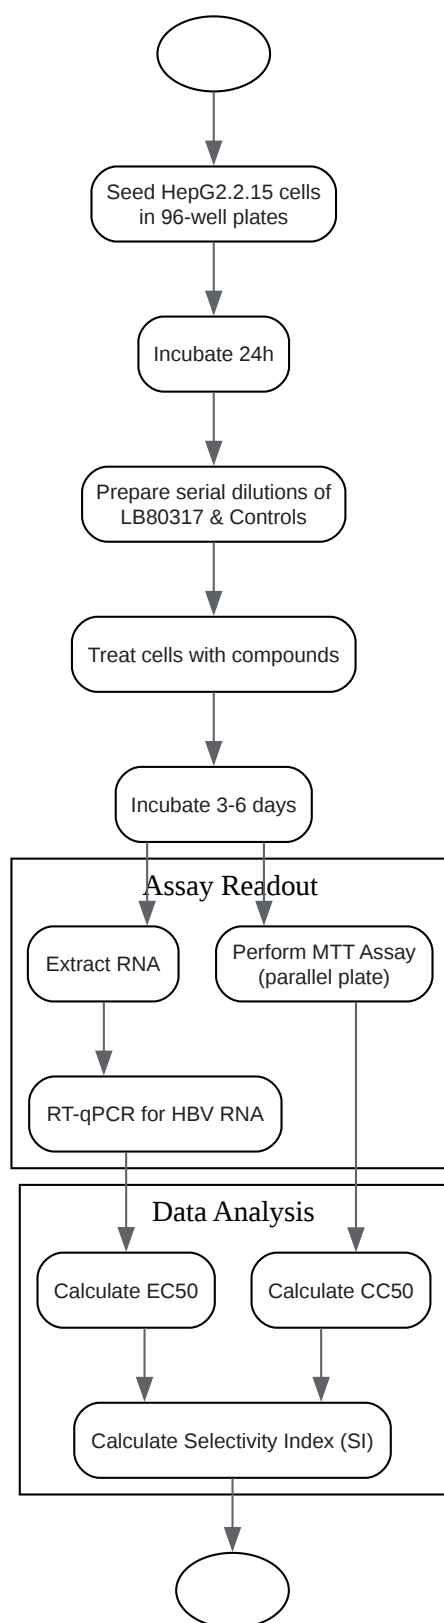 Seed HepG2.2.15 cells
in 96-well plates
Incubate 24h
Prepare serial dilutions of
LB80317 & Controls
Treat cells with compounds
Incubate 3-6 days
Assay Readout
Extract RNA
Perform MTT Assay
(parallel plate)
RT-qPCR for HBV RNA
Data Analysis
Calculate EC50
Calculate CC50
Calculate Selectivity Index (SI)